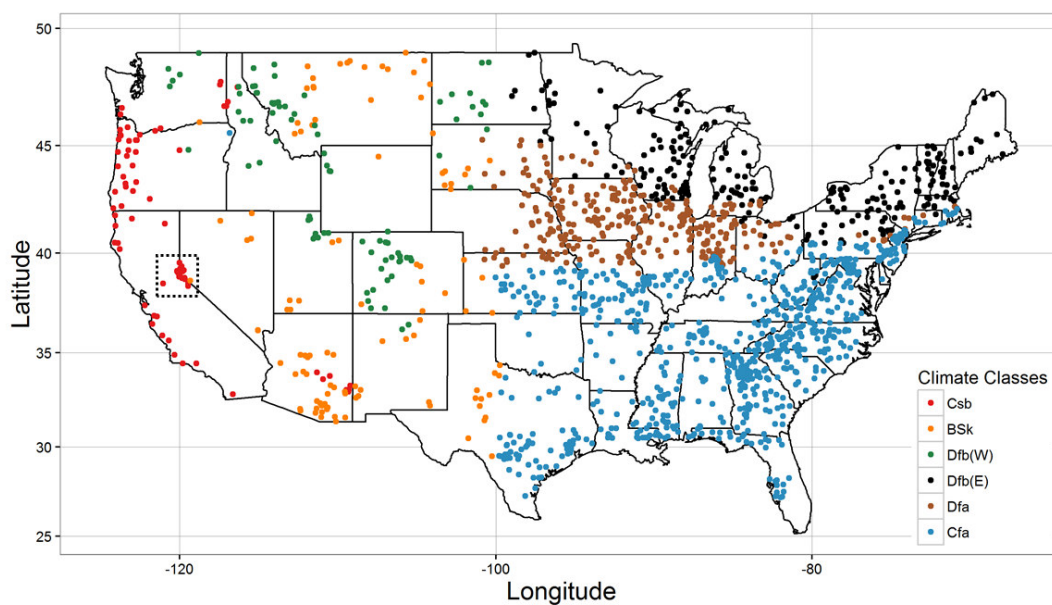 50
45
40
35
30
25
Latitude
-120
-100
-80
Longitude
Climate Classes
Csb
BSk
Dfb(W)
Dfb(E)
Dfa
Cfa